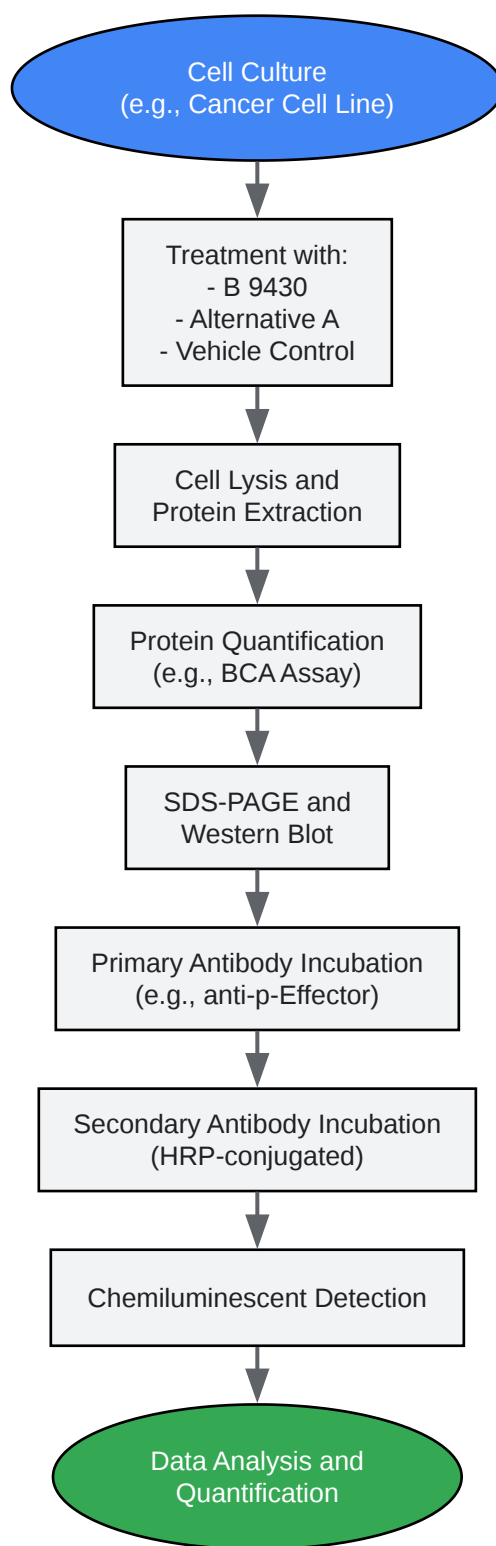 Cell Culture
(e.g., Cancer Cell Line)
Treatment with:
- B 9430
- Alternative A
- Vehicle Control
Cell Lysis and
Protein Extraction
Protein Quantification
(e.g., BCA Assay)
SDS-PAGE and
Western Blot
Primary Antibody Incubation
(e.g., anti-p-Effector)
Secondary Antibody Incubation
(HRP-conjugated)
Chemiluminescent Detection
Data Analysis and
Quantification